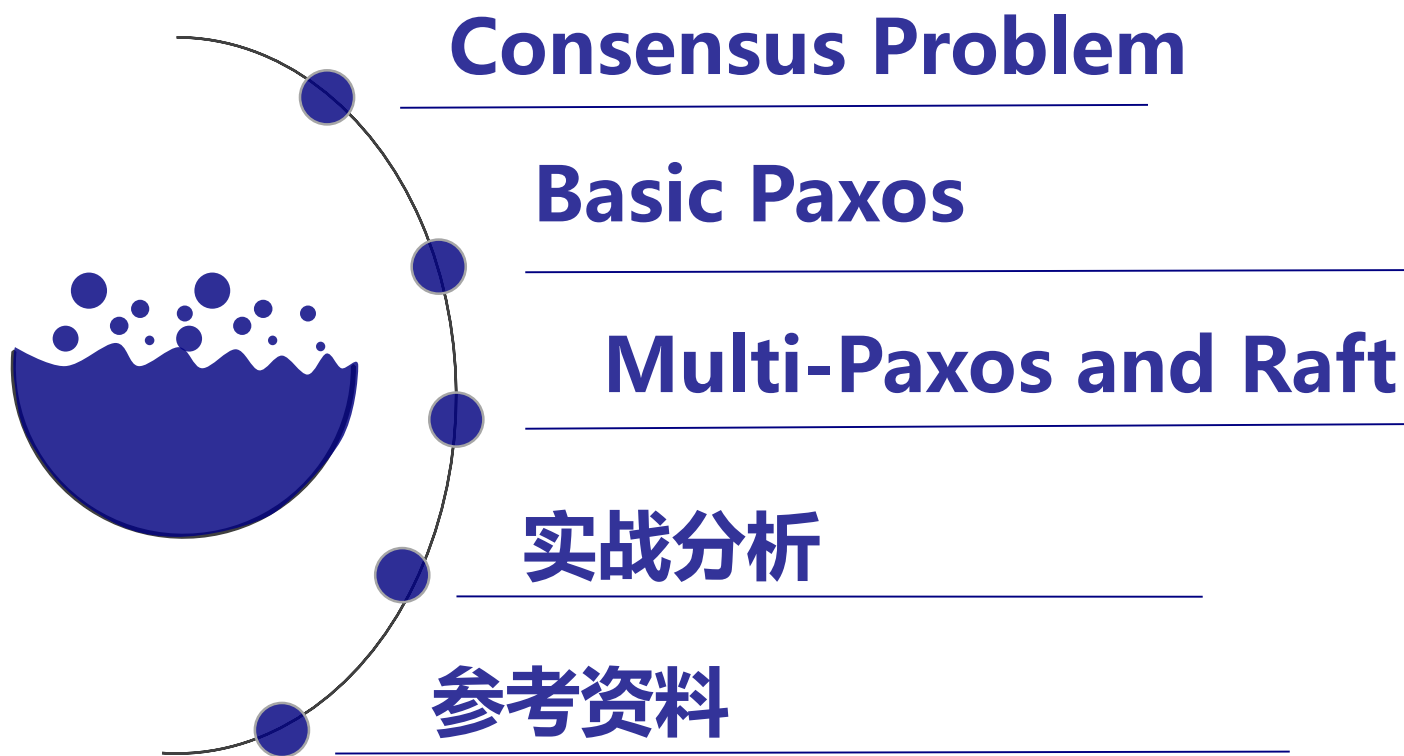 Consensus Problem
Basic Paxos
Multi-Paxos and Raft
实战分析
参考资料